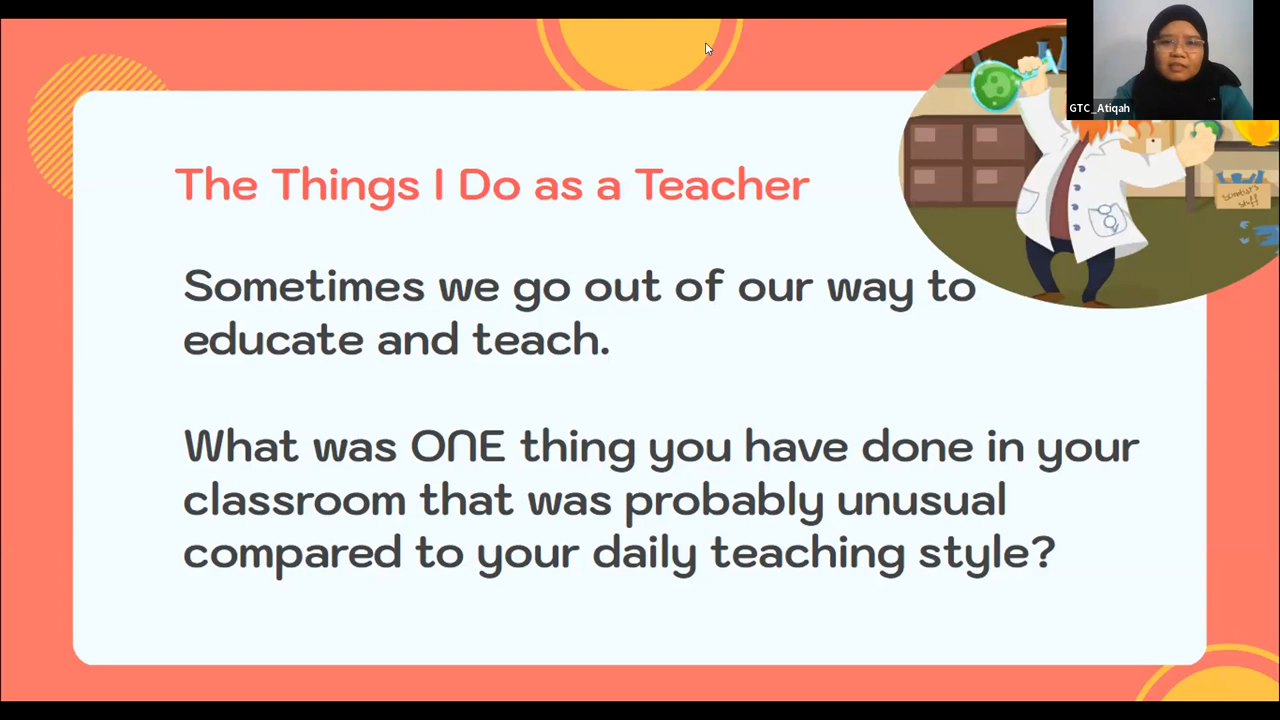 GTC_Atiqah
The Things I Do as a Teacher
Sometimes we go out of our way to
educate and teach.
What was ONE thing you have done in your
classroom that was probably unusual
compared to your daily teaching style?